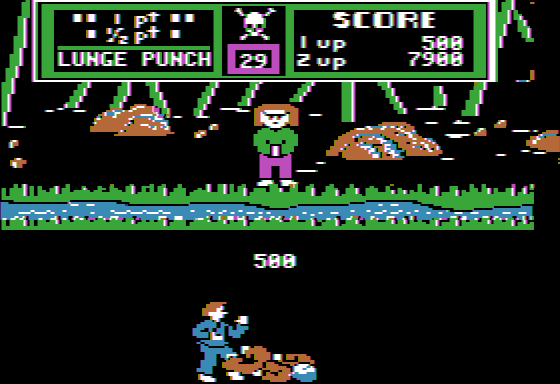 1 pt
½ pt
LUNGE PUNCH
29
SCORE
1 up 500
2 up 7900
500